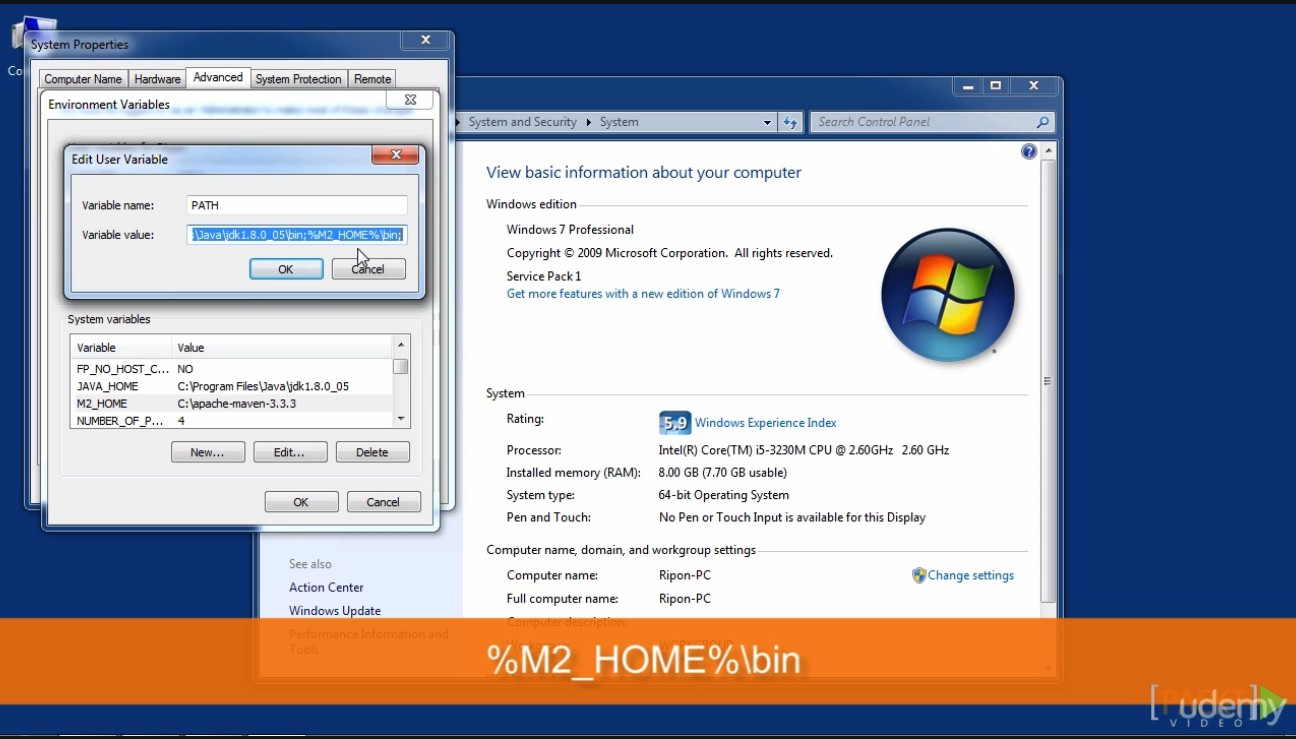 System Properties
Computer Name Hardware Advanced System Protection Remote
Environment Variables
Edit User Variable
Variable name: PATH
Variable value: \Java\jdk1.8.0_05\bin;%M2_HOME%\bin;
OK Cancel
System variables
Variable Value
FP_NO_HOST_C... NO
JAVA_HOME C:\Program Files\Java\jdk1.8.0_05
M2_HOME C:\apache-maven-3.3.3
NUMBER_OF_P... 4
New... Edit... Delete
OK Cancel
System and Security System
Search Control Panel
View basic information about your computer
Windows edition
Windows 7 Professional
Copyright © 2009 Microsoft Corporation. All rights reserved.
Service Pack 1
Get more features with a new edition of Windows 7
System
Rating: 5,9 Windows Experience Index
Processor: Intel(R) Core(TM) i5-3230M CPU @ 2.60GHz 2.60 GHz
Installed memory (RAM): 8.00 GB (7.70 GB usable)
System type: 64-bit Operating System
Pen and Touch: No Pen or Touch Input is available for this Display
Computer name, domain, and workgroup settings
Computer name: Ripon-PC
Change settings
Full computer name: Ripon-PC
Computer description:
See also
Action Center
Windows Update
Performance Information and
Tools
%M2_HOME%\bin
udemy
VIDEO